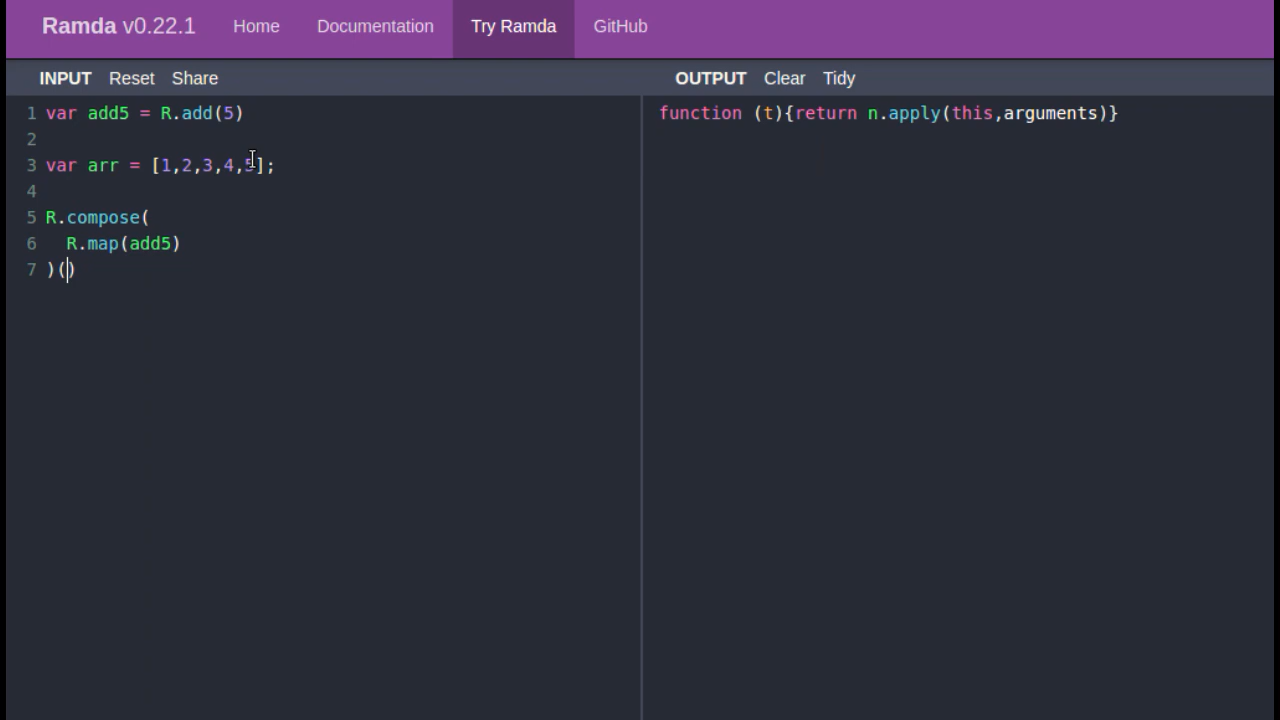 Ramda v0.22.1 Home Documentation Try Ramda GitHub
INPUT Reset Share
OUTPUT Clear Tidy
1 var add5 = R.add(5)
2
3 var arr = [1,2,3,4,5];
4
5 R.compose(
6   R.map(add5)
7 )()
function (t){return n.apply(this,arguments)}